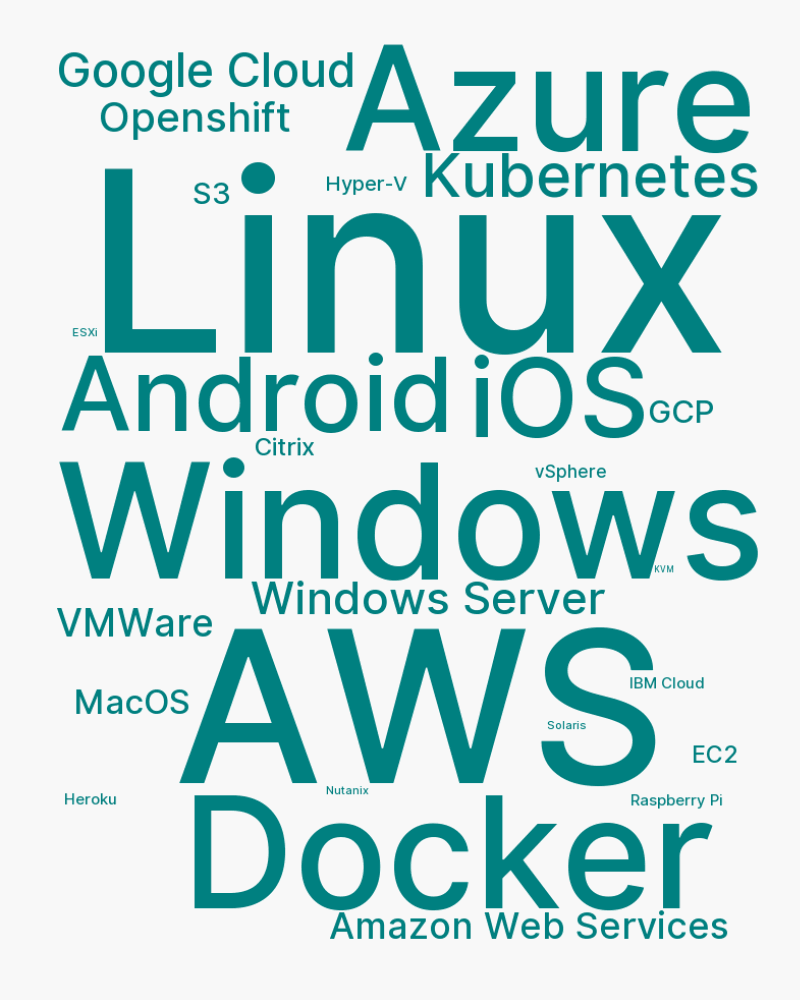 Google Cloud
Azure
Openshift
Kubernetes
S3
Hyper-V
Linux
ESXi
Android
iOS
GCP
Citrix
vSphere
Windows
KVM
Windows Server
VMWare
AWS
IBM Cloud
MacOS
Solaris
EC2
Nutanix
Heroku
Raspberry Pi
Docker
Amazon Web Services